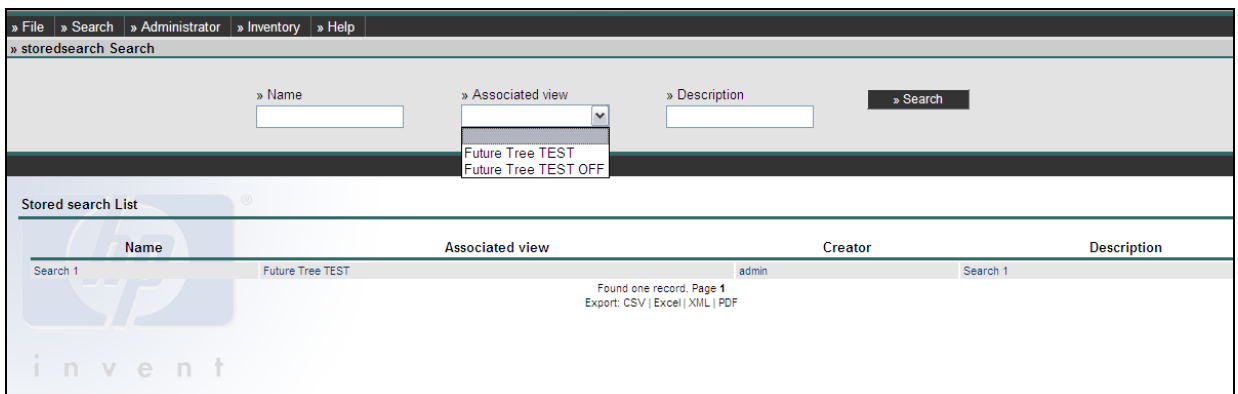 » File » Search » Administrator » Inventory » Help
» storedsearch Search
» Name » Associated view » Description » Search
Future Tree TEST
Future Tree TEST OFF
Stored search List
®
hp
Name Associated view Creator Description
Search 1 Future Tree TEST admin Search 1
Found one record. Page 1
Export: CSV | Excel | XML | PDF
invent